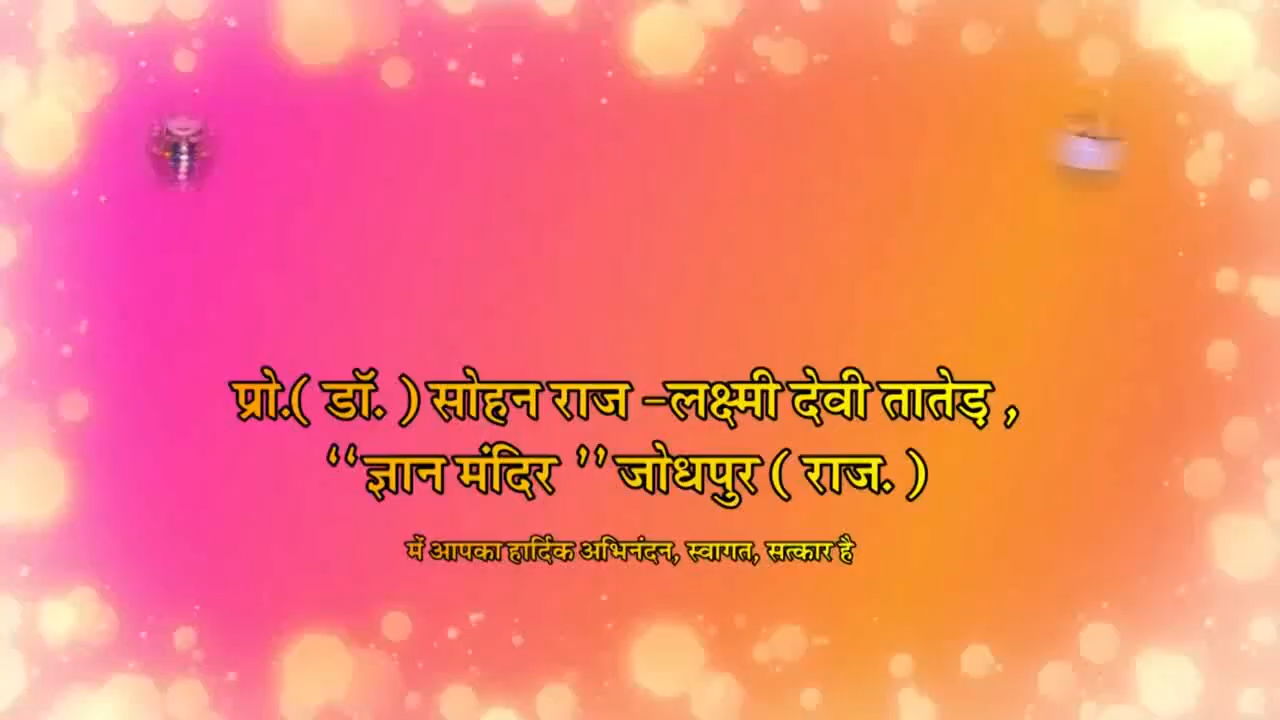 प्रो.( डॉ. ) सोहन राज –लक्ष्मी देवी तातेड़ ,
‘‘ज्ञान मंदिर ’’ जोधपुर ( राज. )
में आपका हार्दिक अभिनंदन, स्वागत, सत्कार है